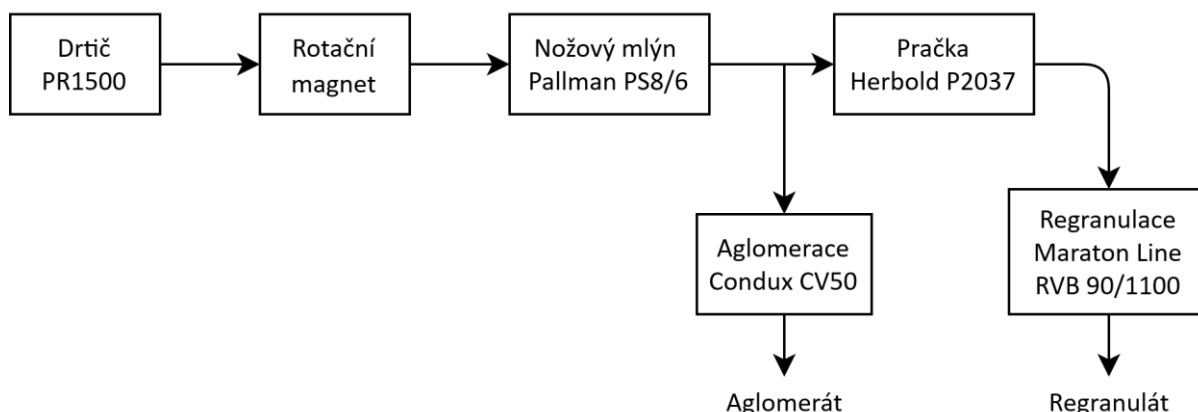 Drtič
PR1500
Rotační
magnet
Nožový mlýn
Pallman PS8/6
Pračka
Herbold P2037
Aglomerace
Condux CV50
Regranulace
Maraton Line
RVB 90/1100
Aglomerát
Regranulát